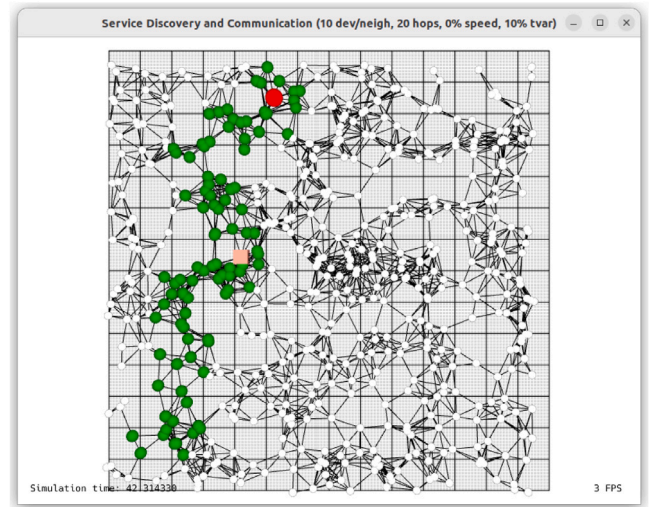 Service Discovery and Communication (10 dev/neigh, 20 hops, 0% speed, 10% tvar)
Simulation time: 42.314330
3 FPS